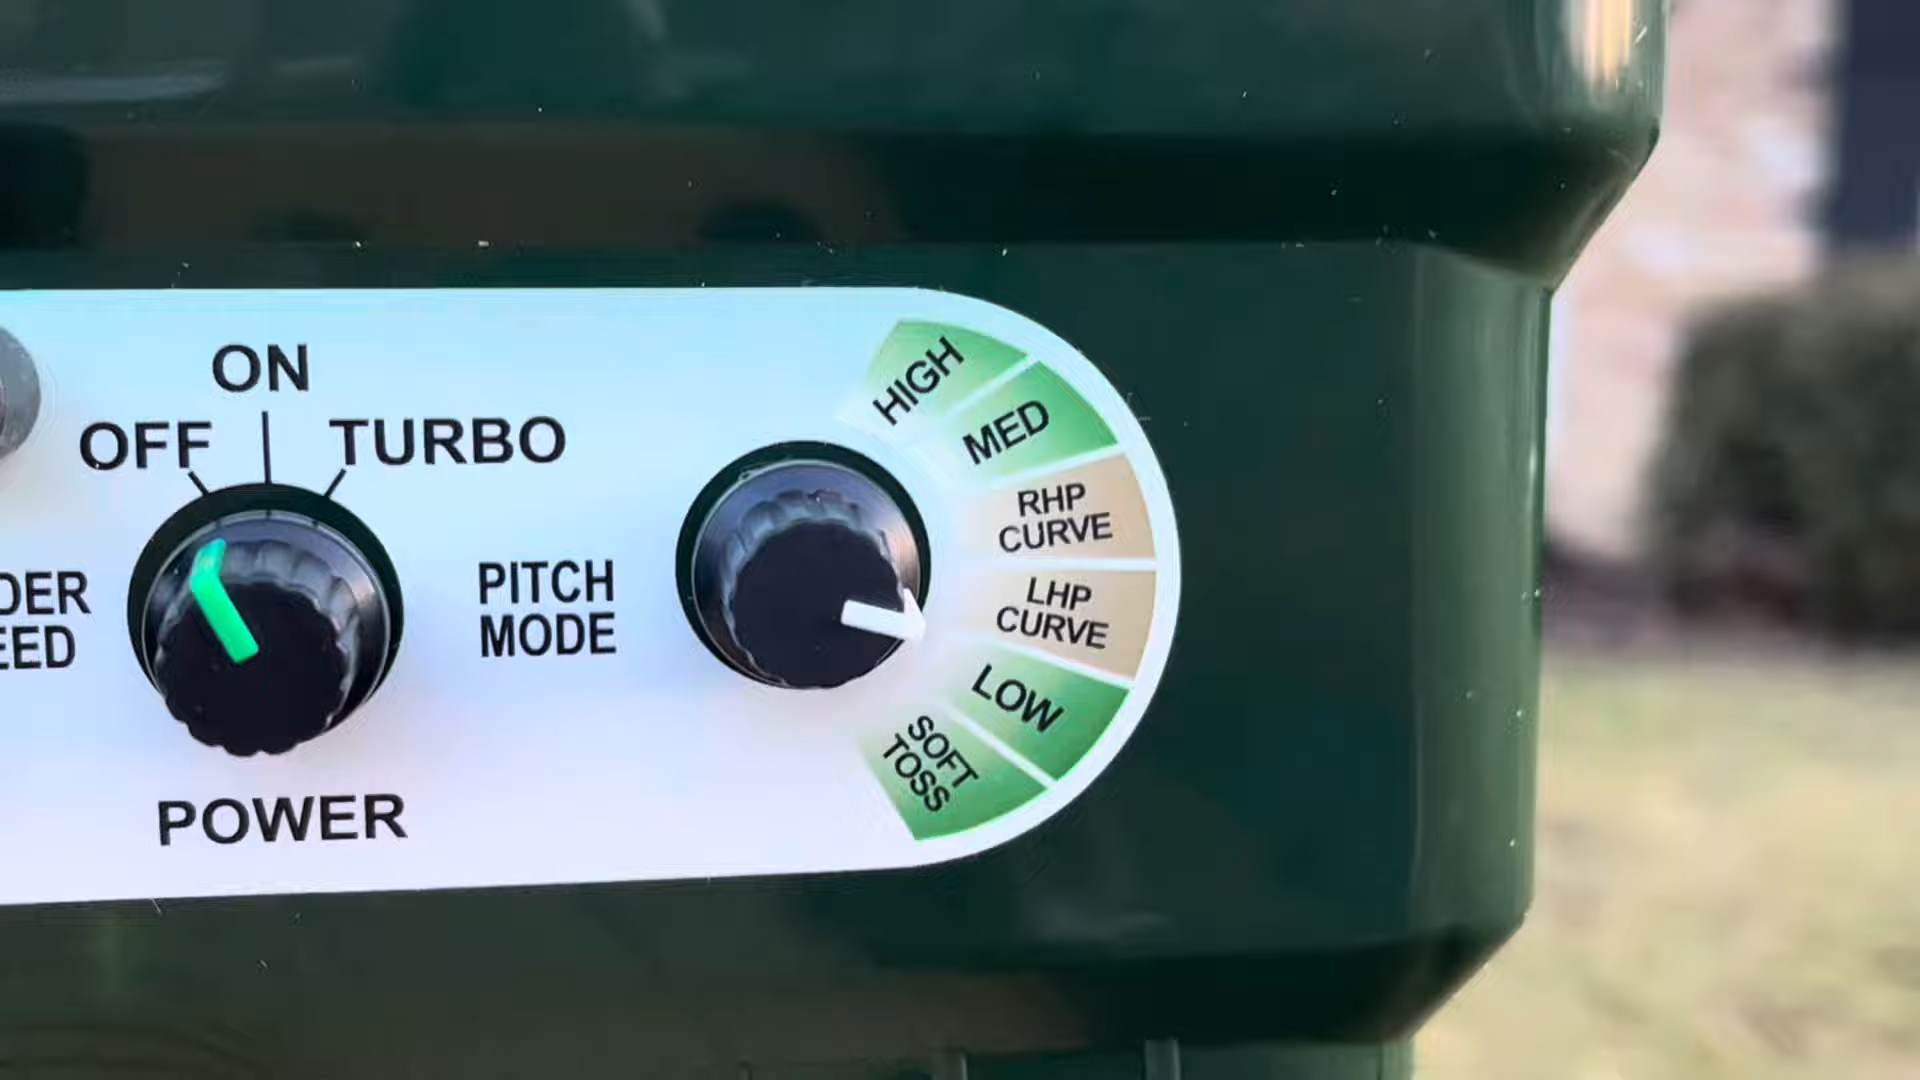 ON
OFF
TURBO
DER
EED
POWER
PITCH
MODE
HIGH
MED
RHP
CURVE
LHP
CURVE
LOW
SOFT
TOSS